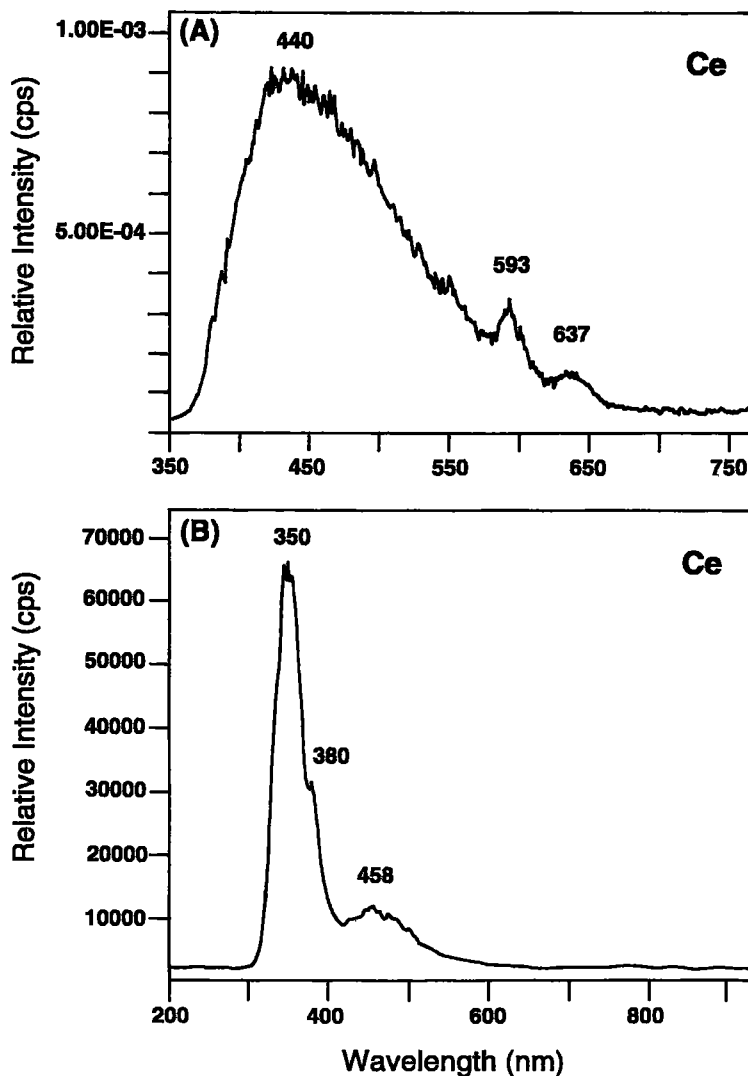 (A)
440
Ce
1.00E-03
Relative Intensity (cps)
5.00E-04
593
637
350
450
550
650
750
(B)
350
Ce
70000
60000
50000
40000
30000
20000
10000
Relative Intensity (cps)
380
458
200
400
600
800
Wavelength (nm)